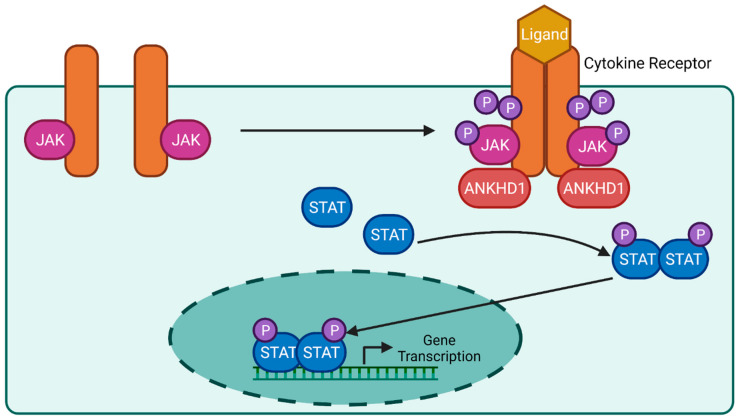 Ligand
Cytokine Receptor
P
P
P
P
P
P
JAK
JAK
JAK
JAK
ANKHD1
ANKHD1
STAT
STAT
P
P
STAT
STAT
P
P
STAT
STAT
Gene
Transcription